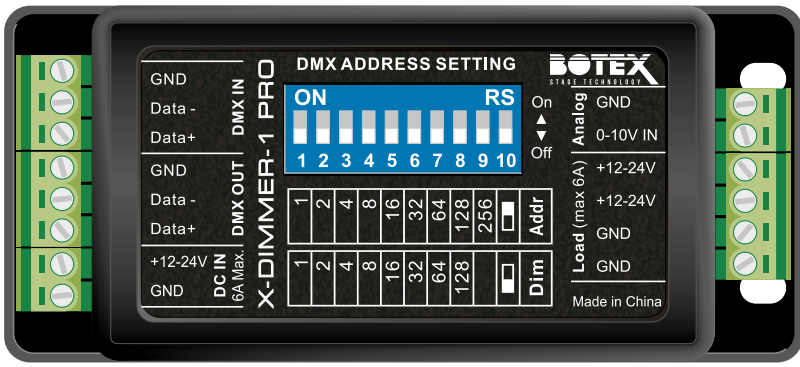 GND
Data -
Data+
DMX IN
GND
Data -
Data+
DMX OUT
+12-24V
GND
DC IN
6A Max.
X-DIMMER-1 PRO
DMX ADDRESS SETTING
ON RS
1 2 3 4 5 6 7 8 9 10
On
Off
1 2 4 8 16 32 64 128 256 Addr
1 2 4 8 16 32 64 128 Dim
BOTEX
STAGE TECHNOLOGY
Analog
GND
0-10V IN
Load (max 6A)
+12-24V
+12-24V
GND
GND
Made in China